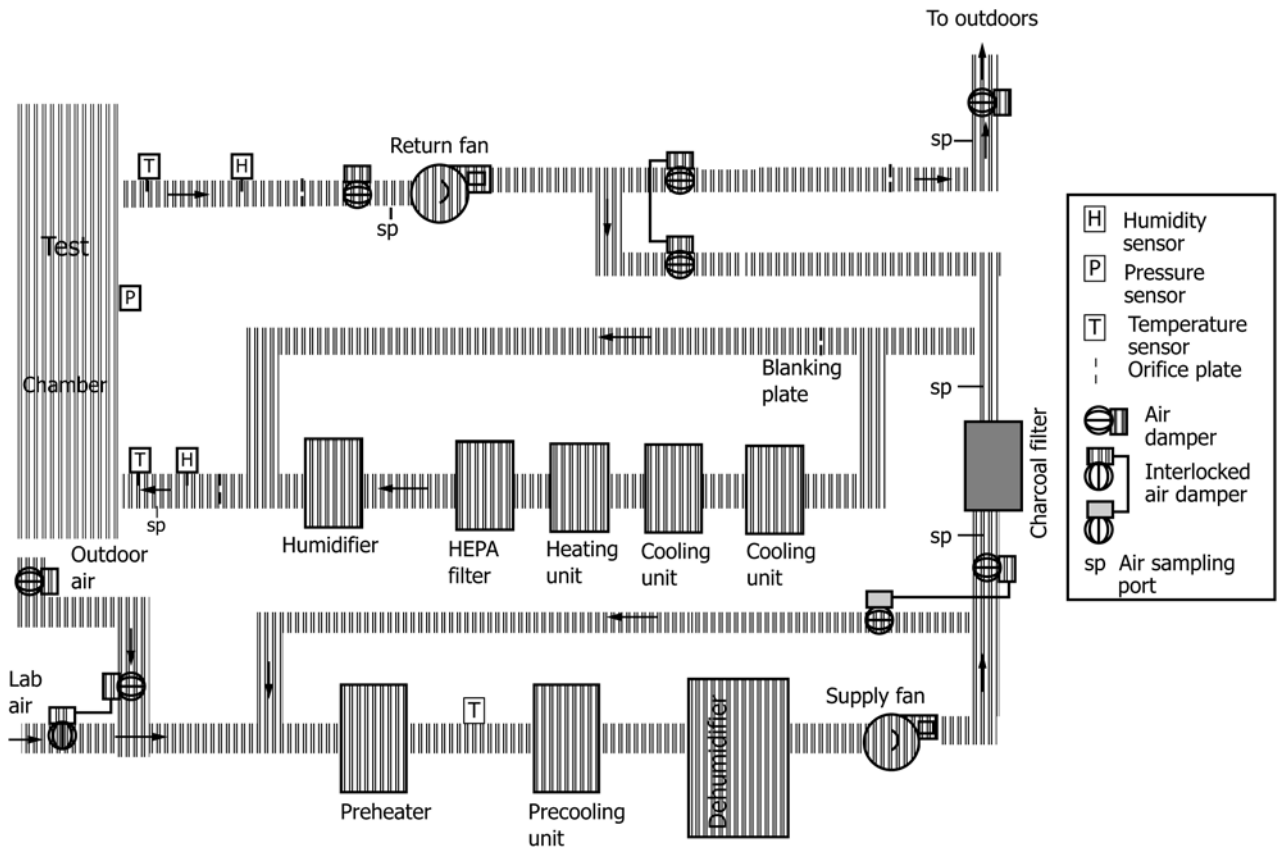 To outdoors
sp
T
H
Return fan
sp
Test
P
Chamber
Blanking
plate
sp
Charcoal filter
T
H
sp
Humidifier
HEPA
filter
Heating
unit
Cooling
unit
Cooling
unit
sp
Outdoor
air
Lab
air
T
Supply fan
Preheater
Precooling
unit
Dehumidifier
H
Humidity
sensor
P
Pressure
sensor
T
Temperature
sensor
Orifice plate
Air
damper
Interlocked
air damper
sp Air sampling
port